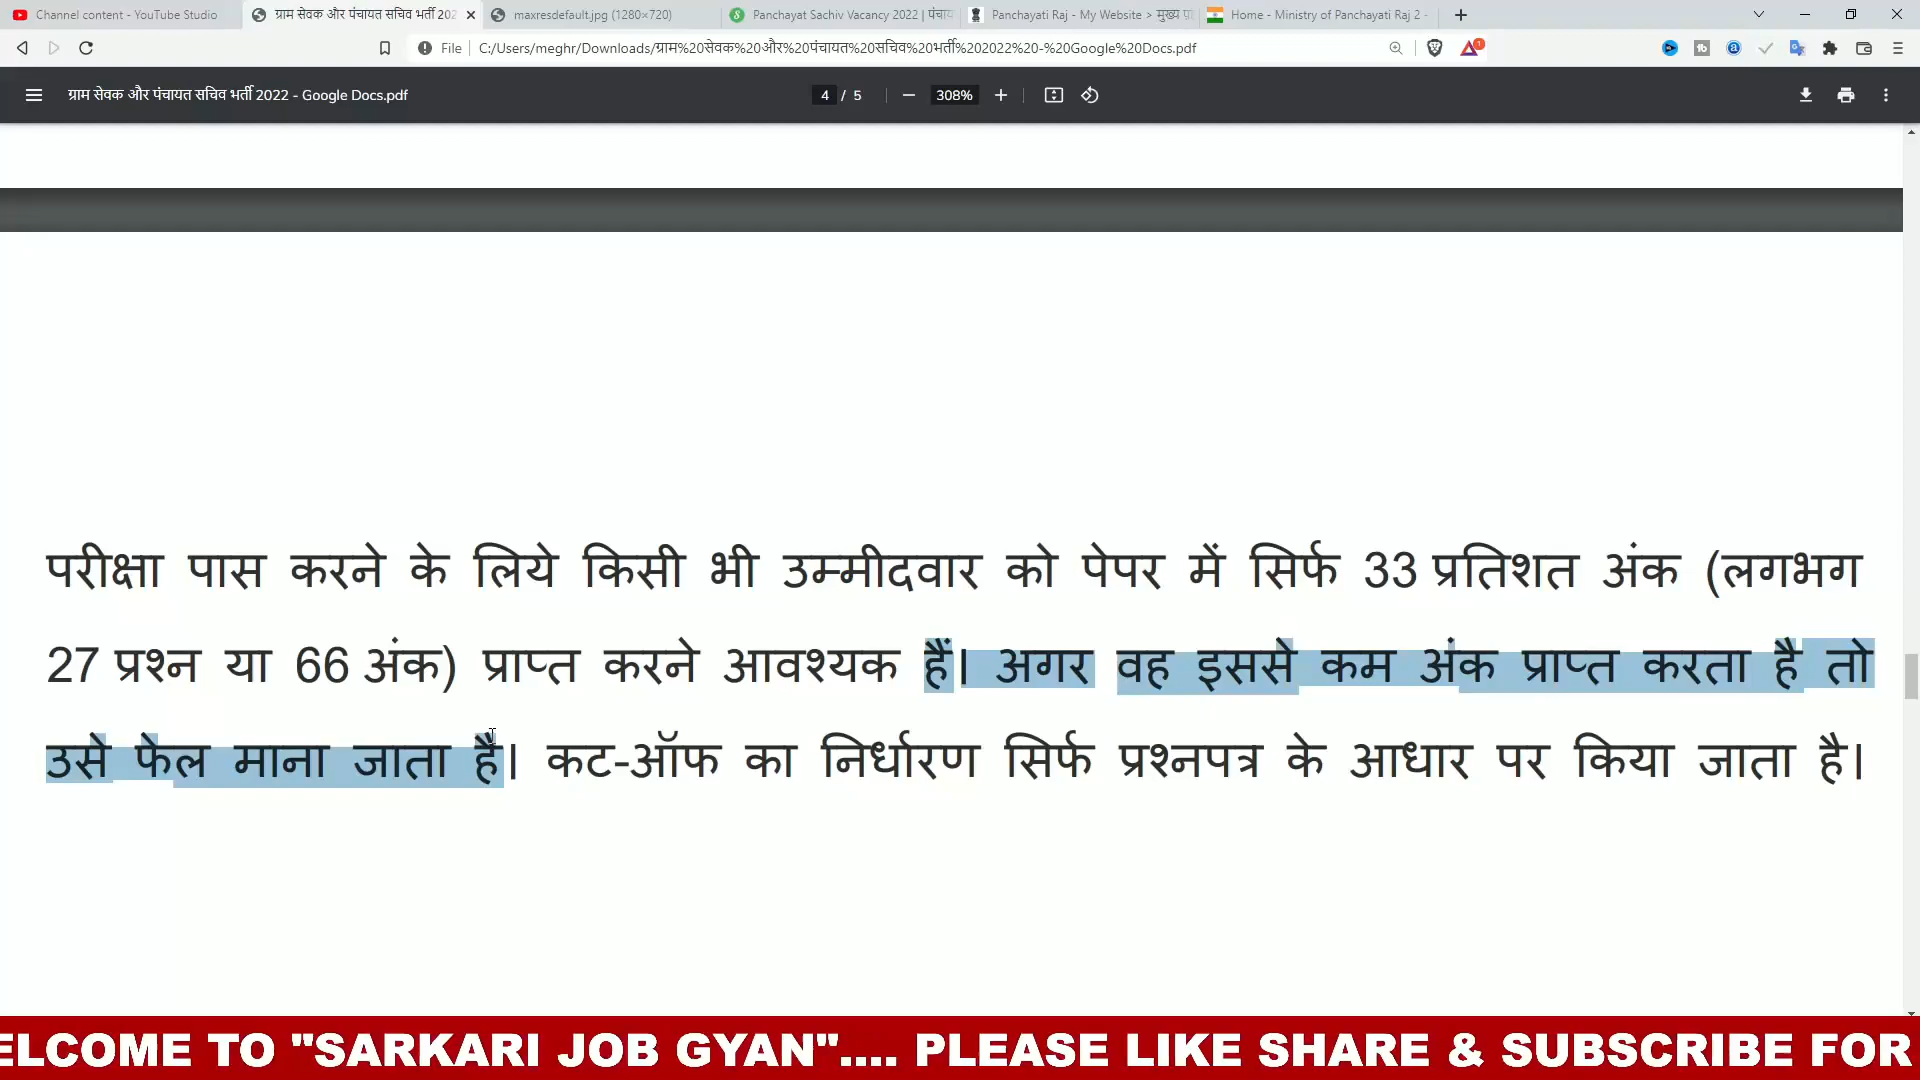 Channel content - YouTube Studio
ग्राम सेवक और पंचायत सचिव भर्ती 202
maxresdefault.jpg (1280×720)
Panchayat Sachiv Vacancy 2022 | पंचाय
Panchayati Raj - My Website > मुख्य पृ
Home - Ministry of Panchayati Raj 2 -
File
C:/Users/meghr/Downloads/ग्राम%20सेवक%20और%20पंचायत%20सचिव%20भर्ती%202022%20-%20Google%20Docs.pdf
ग्राम सेवक और पंचायत सचिव भर्ती 2022 - Google Docs.pdf
4 / 5
308%
परीक्षा पास करने के लिये किसी भी उम्मीदवार को पेपर में सिर्फ 33 प्रतिशत अंक (लगभग
27 प्रश्न या 66 अंक) प्राप्त करने आवश्यक हैं। अगर वह इससे कम अंक प्राप्त करता है तो
उसे फेल माना जाता है। कट-ऑफ का निर्धारण सिर्फ प्रश्नपत्र के आधार पर किया जाता है।
ELCOME TO "SARKARI JOB GYAN".... PLEASE LIKE SHARE & SUBSCRIBE FOR